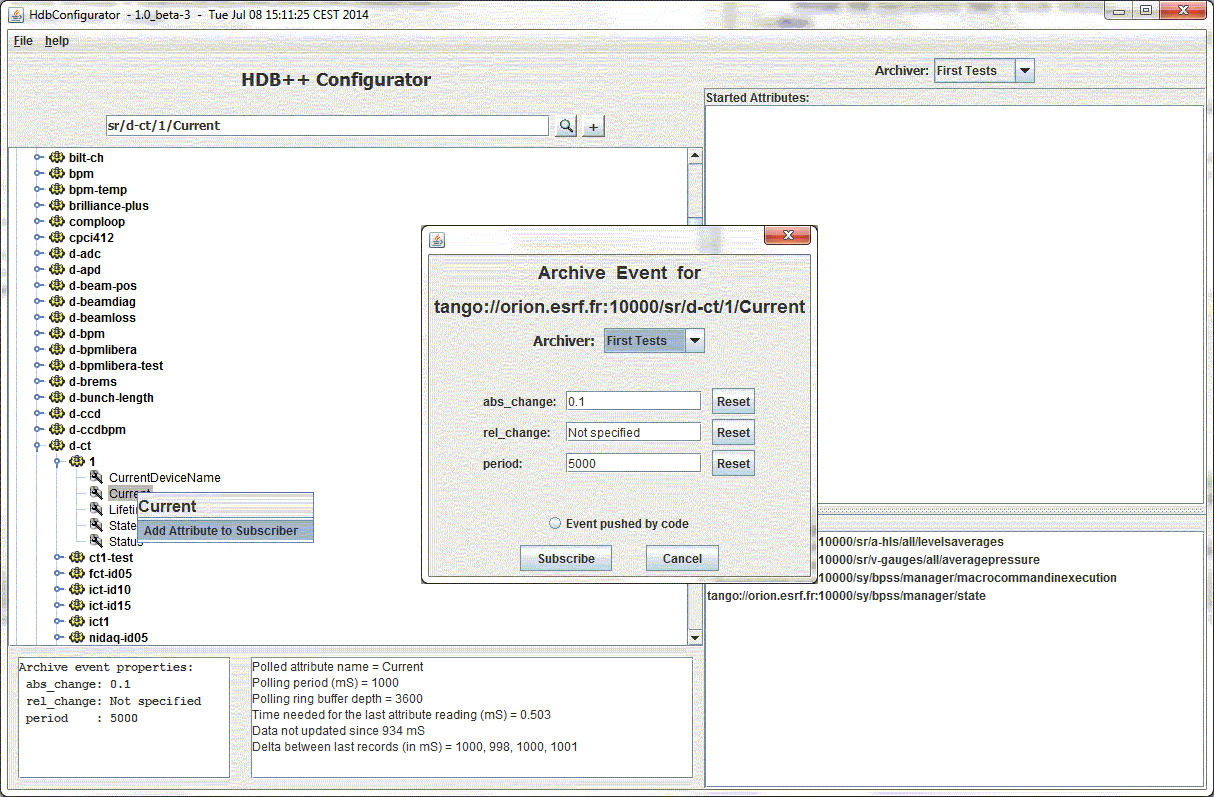 HdbConfigurator - 1.0_beta-3 - Tue Jul 08 15:11:25 CEST 2014
File help
HDB++ Configurator
Archiver: First Tests
Started Attributes:
sr/d-ct/1/Current
+
bilt-ch
bpm
bpm-temp
brilliance-plus
comploop
cpci412
d-adc
d-apd
d-beam-pos
d-beamdiag
d-beamloss
d-bpm
d-bpmlibera
d-bpmlibera-test
d-brems
d-bunch-length
d-ccd
d-ccdbpm
d-ct
1
CurrentDeviceName
Current
State
Status
Current
Add Attribute to Subscriber
ct1-test
fct-id05
ict-id10
ict-id15
ict1
nidaq-id05
Archive Event for
tango://orion.esrf.fr:10000/sr/d-ct/1/Current
Archiver: First Tests
abs_change: 0.1 Reset
rel_change: Not specified Reset
period: 5000 Reset
Event pushed by code
Subscribe Cancel
10000/sr/a-hls/all/levelsaverages
10000/sr/v-gauges/all/averagepressure
10000/sy/bpss/manager/macrocommandinexecution
tango://orion.esrf.fr:10000/sy/bpss/manager/state
Archive event properties:
abs_change: 0.1
rel_change: Not specified
period : 5000
Polled attribute name = Current
Polling period (mS) = 1000
Polling ring buffer depth = 3600
Time needed for the last attribute reading (mS) = 0.503
Data not updated since 934 mS
Delta between last records (in mS) = 1000, 998, 1000, 1001